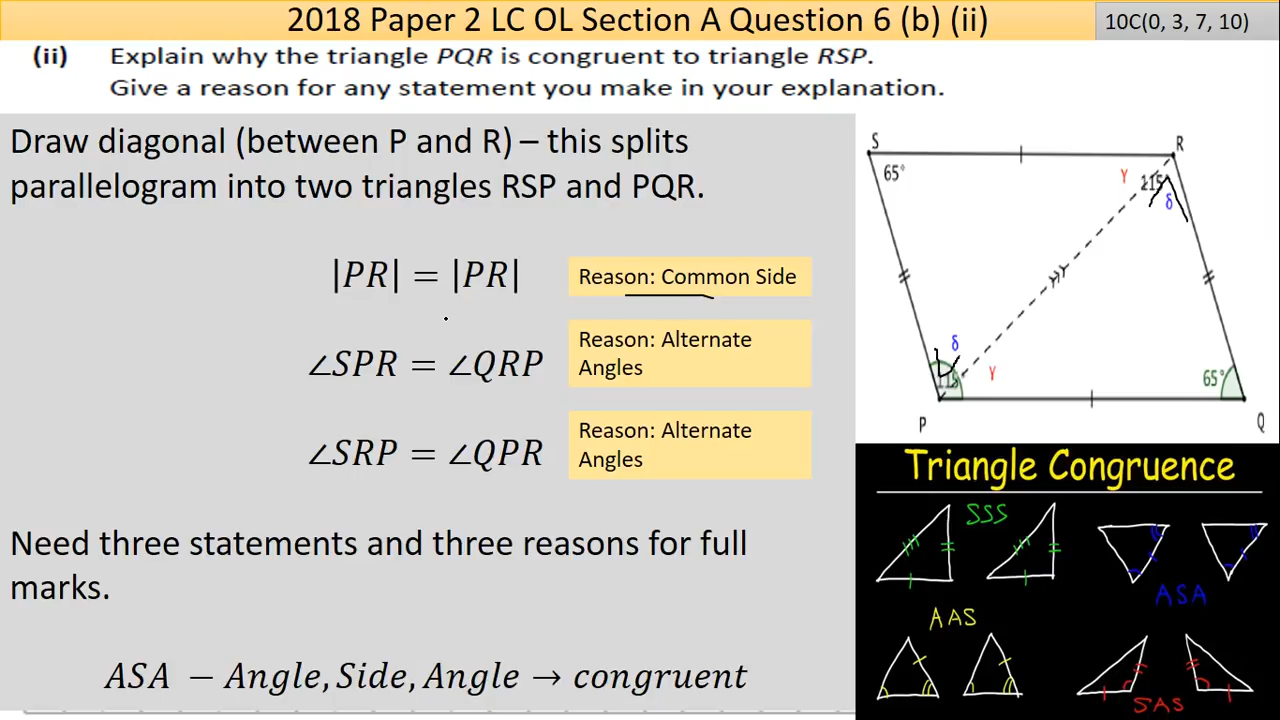 2018 Paper 2 LC OL Section A Question 6 (b) (ii)
10C(0, 3, 7, 10)
(ii) Explain why the triangle PQR is congruent to triangle RSP.
Give a reason for any statement you make in your explanation.
Draw diagonal (between P and R) – this splits
parallelogram into two triangles RSP and PQR.
|PR| = |PR|
Reason: Common Side
∠SPR = ∠QRP
Reason: Alternate
Angles
∠SRP = ∠QPR
Reason: Alternate
Angles
Need three statements and three reasons for full
marks.
ASA − Angle, Side, Angle → congruent
S
R
65°
γ
115
δ
δ
115
γ
65°
P
Q
Triangle Congruence
SSS
ASA
AAS
SAS